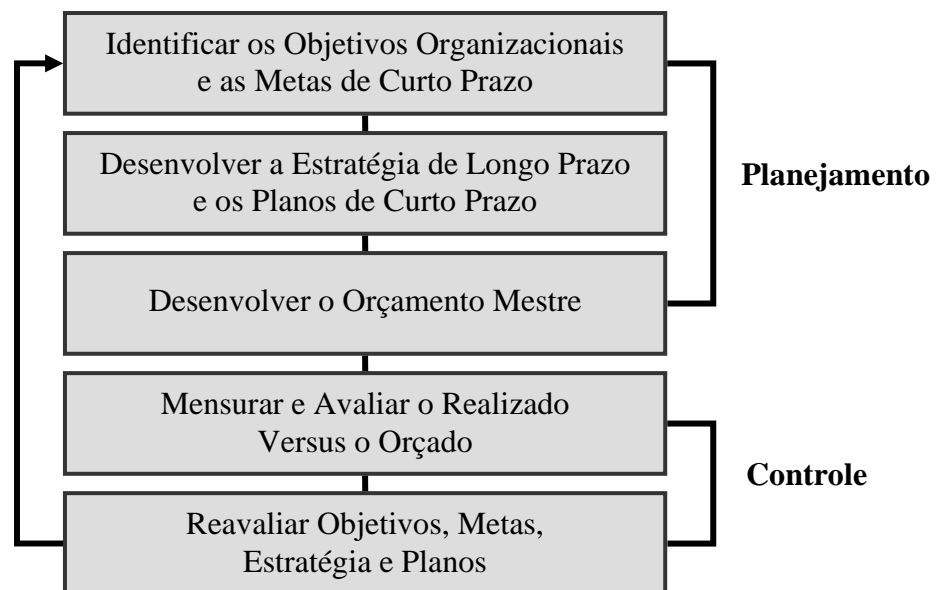 Identificar os Objetivos Organizacionais
e as Metas de Curto Prazo
Desenvolver a Estratégia de Longo Prazo
e os Planos de Curto Prazo
Planejamento
Desenvolver o Orçamento Mestre
Mensurar e Avaliar o Realizado
Versus o Orçado
Controle
Reavaliar Objetivos, Metas,
Estratégia e Planos